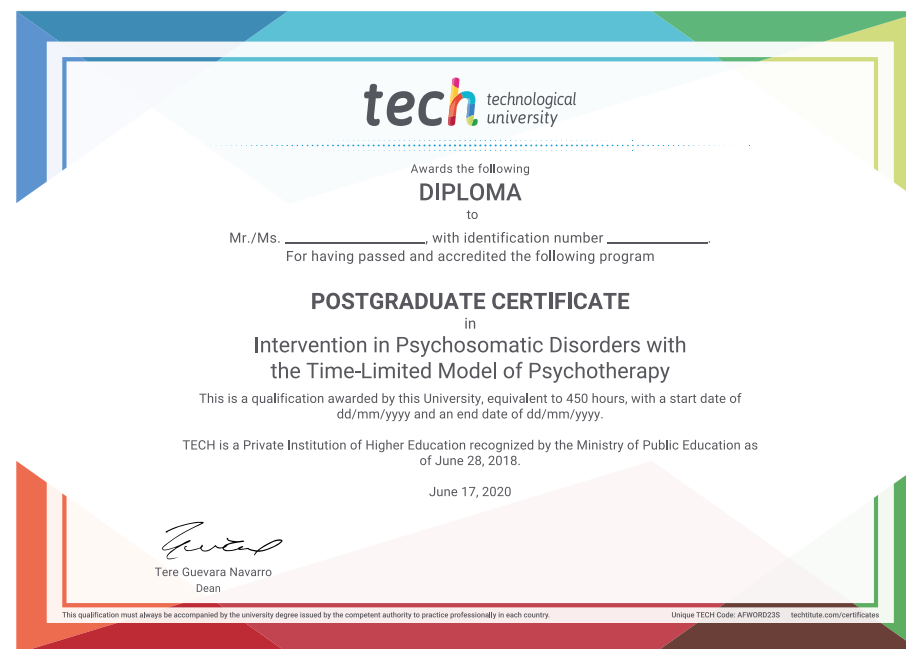 tech technological
university
Awards the following
DIPLOMA
to
Mr./Ms. ____________________, with identification number ______________.
For having passed and accredited the following program
POSTGRADUATE CERTIFICATE
in
Intervention in Psychosomatic Disorders with
the Time-Limited Model of Psychotherapy
This is a qualification awarded by this University, equivalent to 450 hours, with a start date of
dd/mm/yyyy and an end date of dd/mm/yyyy.
TECH is a Private Institution of Higher Education recognized by the Ministry of Public Education as
of June 28, 2018.
June 17, 2020
Tere Guevara Navarro
Dean
This qualification must always be accompanied by the university degree issued by the competent authority to practice professionally in each country. Unique TECH Code: AFWORD23S techtitute.com/certificates